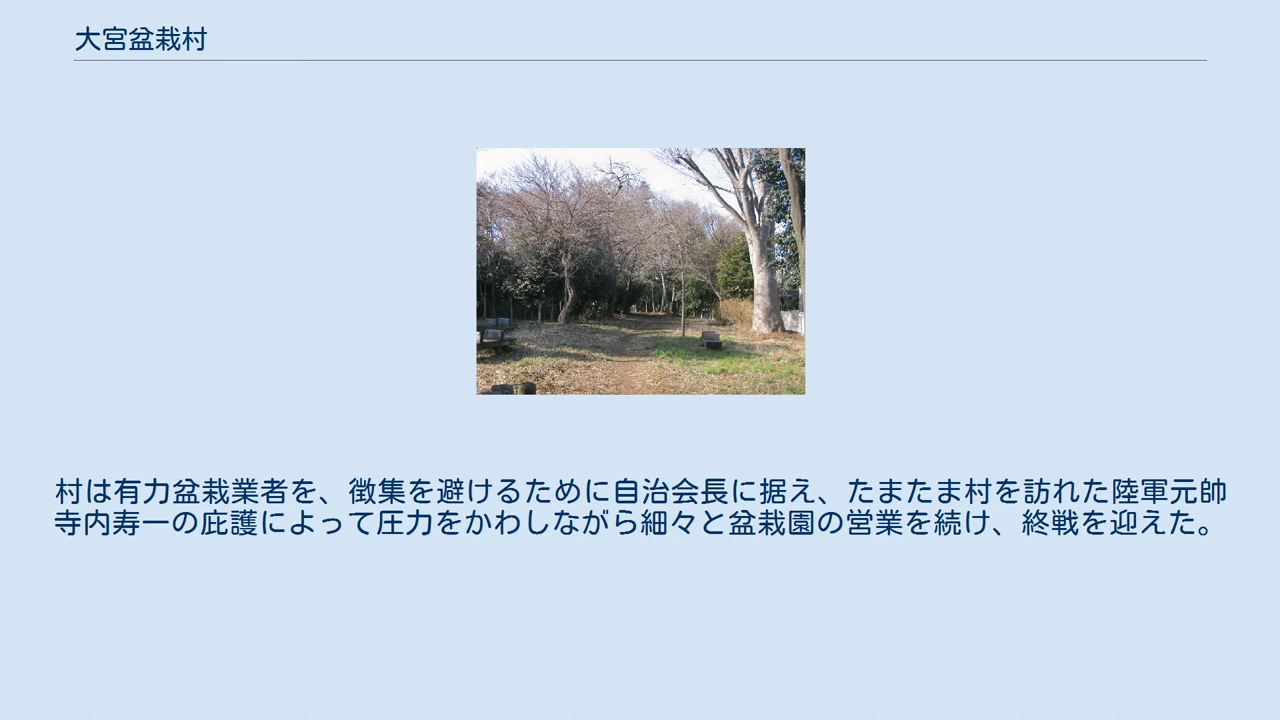 大宮盆栽村
村は有力盆栽業者を、徴集を避けるために自治会長に据え、たまたま村を訪れた陸軍元帥
寺内寿一の庇護によって圧力をかわしながら細々と盆栽園の営業を続け、終戦を迎えた。